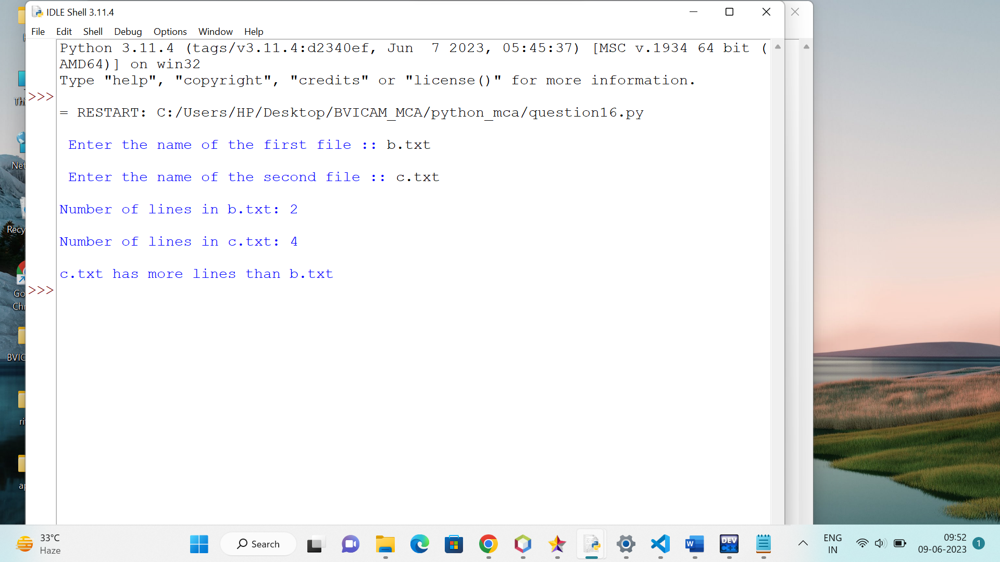 IDLE Shell 3.11.4
File Edit Shell Debug Options Window Help
Python 3.11.4 (tags/v3.11.4:d2340ef, Jun  7 2023, 05:45:37) [MSC v.1934 64 bit (
AMD64)] on win32
Type "help", "copyright", "credits" or "license()" for more information.
>>>
= RESTART: C:/Users/HP/Desktop/BVICAM_MCA/python_mca/question16.py
Enter the name of the first file :: b.txt
Enter the name of the second file :: c.txt
Number of lines in b.txt: 2
Number of lines in c.txt: 4
c.txt has more lines than b.txt
>>>
Thi
Net
Recy
Go
Chr
BVIC
33°C
Haze
Search
W
DEV
C++
ENG
IN
09:52
09-06-2023
1